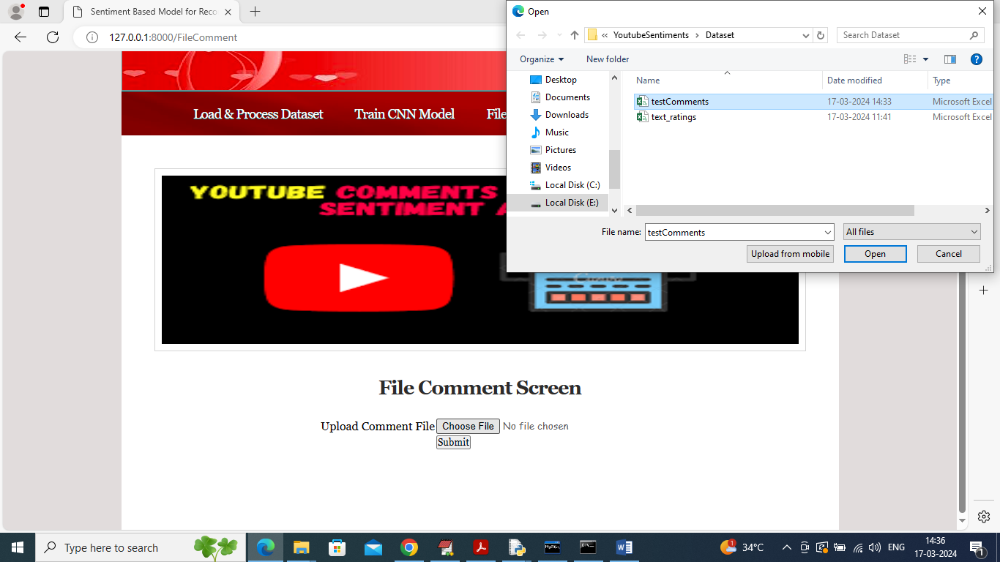 Sentiment Based Model for Reco
127.0.0.1:8000/FileComment
Open
« YoutubeSentiments > Dataset
Search Dataset
Organize
New folder
Desktop
Documents
Downloads
Music
Pictures
Videos
Local Disk (C:)
Local Disk (E:)
Name Date modified Type
testComments 17-03-2024 14:33 Microsoft Excel
text_ratings 17-03-2024 11:41 Microsoft Excel
File name: testComments All files
Upload from mobile Open Cancel
Load & Process Dataset Train CNN Model File
YOUTUBE COMMENTS
SENTIMENT A
File Comment Screen
Upload Comment File Choose File No file chosen
Submit
Type here to search
34°C
ENG
14:36
17-03-2024
1